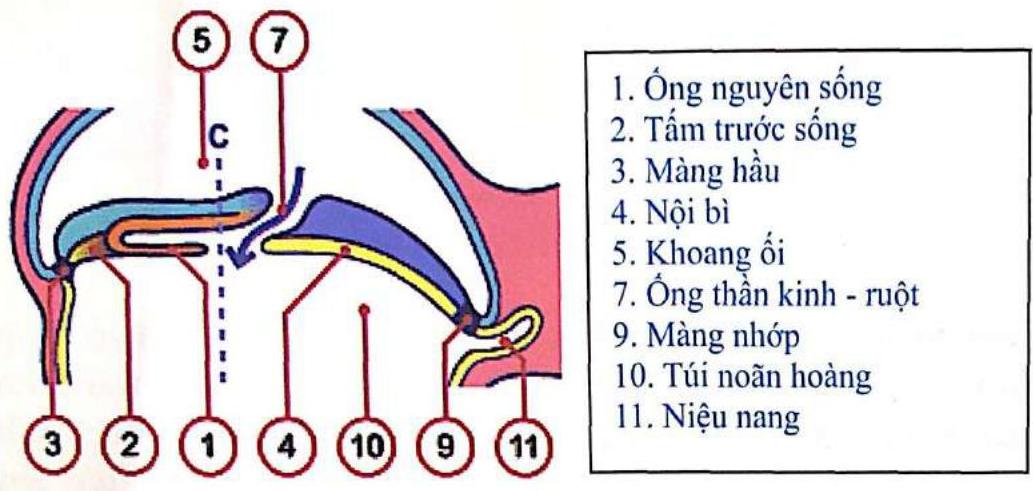 5 7
C
3 2 1 4 10 9 11
1. Ống nguyên sống
2. Tấm trước sống
3. Màng hầu
4. Nội bì
5. Khoang ối
7. Ống thần kinh - ruột
9. Màng nhớp
10. Túi noãn hoàng
11. Niệu nang